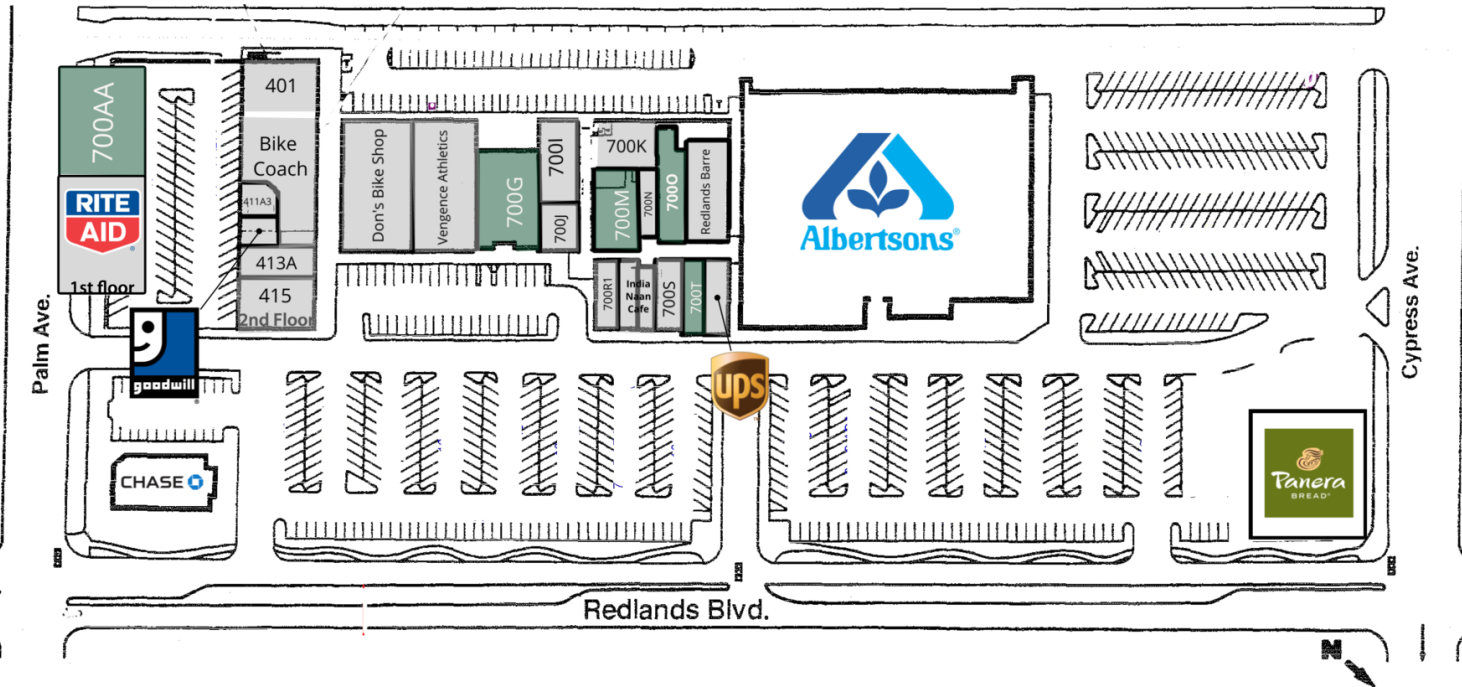 700AA
RITE
AID
1st floor
401
Bike
Coach
411A3
413A
415
2nd Floor
Don's Bike Shop
Vengence Athletics
700G
700I
700J
700K
700M
700N
700O
Redlands Barre
700R1
India
Naan
Cafe
700S
700T
Albertsons®
goodwill
ups
CHASE
Panera
BREAD®
Palm Ave.
Cypress Ave.
Redlands Blvd.
N